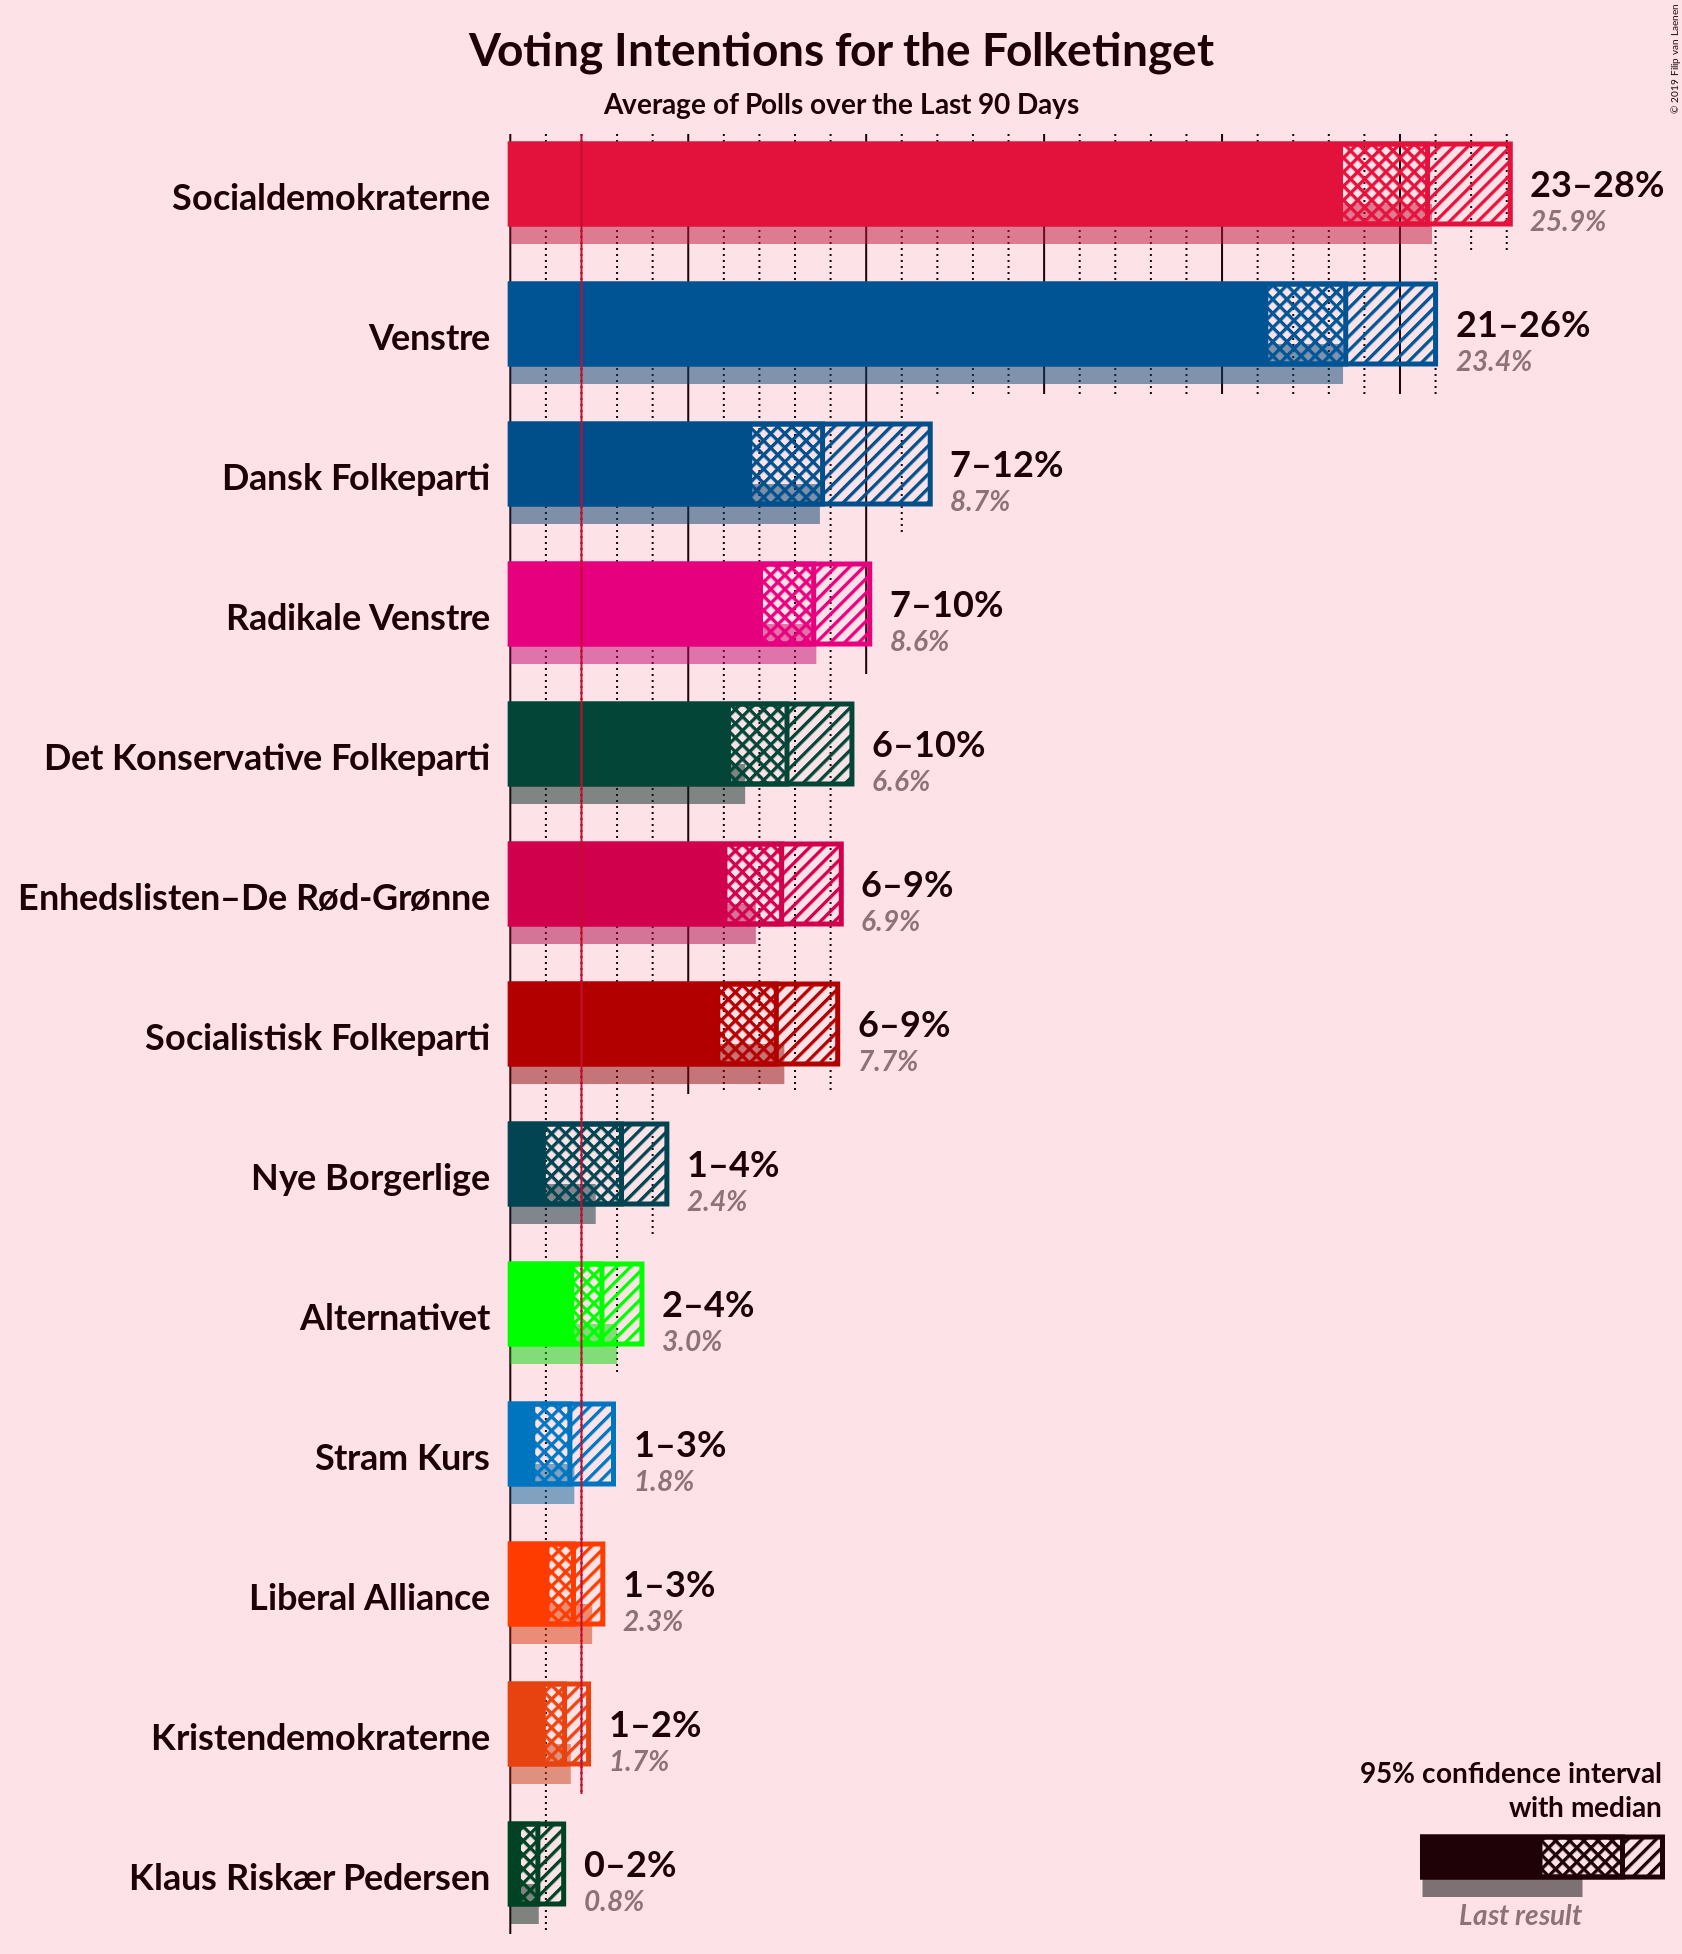 Voting Intentions for the Folketinget
Average of Polls over the Last 90 Days
© 2019 Filip van Laenen
Socialdemokraterne
23–28%
25.9%
Venstre
21–26%
23.4%
Dansk Folkeparti
7–12%
8.7%
Radikale Venstre
7–10%
8.6%
Det Konservative Folkeparti
6–10%
6.6%
Enhedslisten–De Rød-Grønne
6–9%
6.9%
Socialistisk Folkeparti
6–9%
7.7%
Nye Borgerlige
1–4%
2.4%
Alternativet
2–4%
3.0%
Stram Kurs
1–3%
1.8%
Liberal Alliance
1–3%
2.3%
Kristendemokraterne
1–2%
1.7%
Klaus Riskær Pedersen
0–2%
0.8%
95% confidence interval
with median
Last result